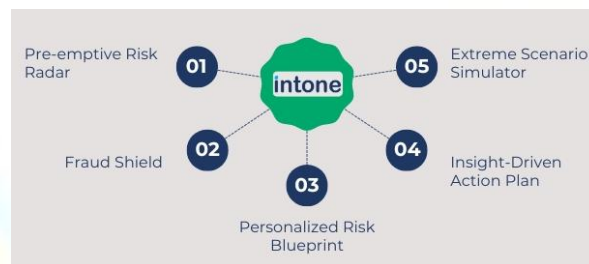 Pre-emptive Risk
Radar
01
intone
05
Extreme Scenario
Simulator
Fraud Shield
02
04
Insight-Driven
Action Plan
03
Personalized Risk
Blueprint